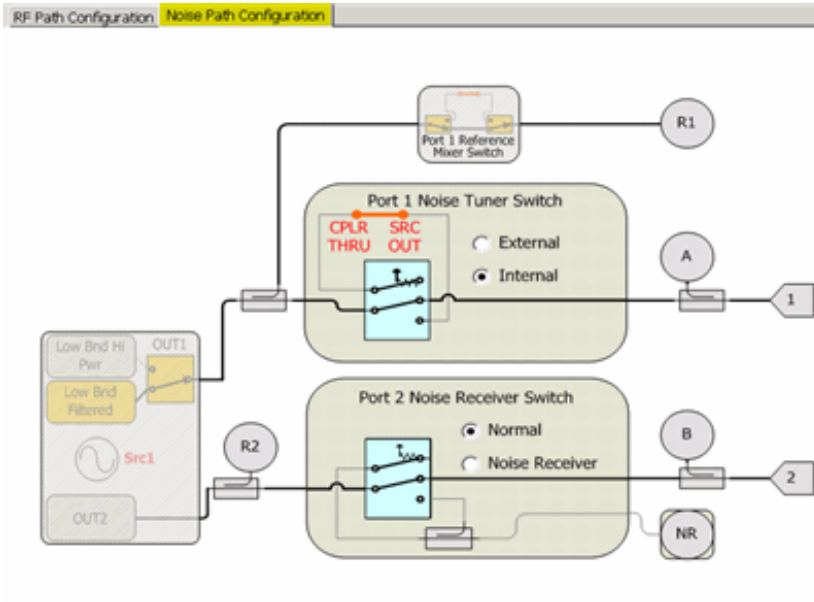 RF Path Configuration
Noise Path Configuration
Port 1 Reference
Mixer Switch
R1
Port 1 Noise Tuner Switch
CPLR
THRU
SRC
OUT
External
Internal
A
1
Low Bnd Hi
Pwr
OUT1
Low Bnd
Filtered
Src1
OUT2
R2
Port 2 Noise Receiver Switch
Normal
Noise Receiver
B
2
NR